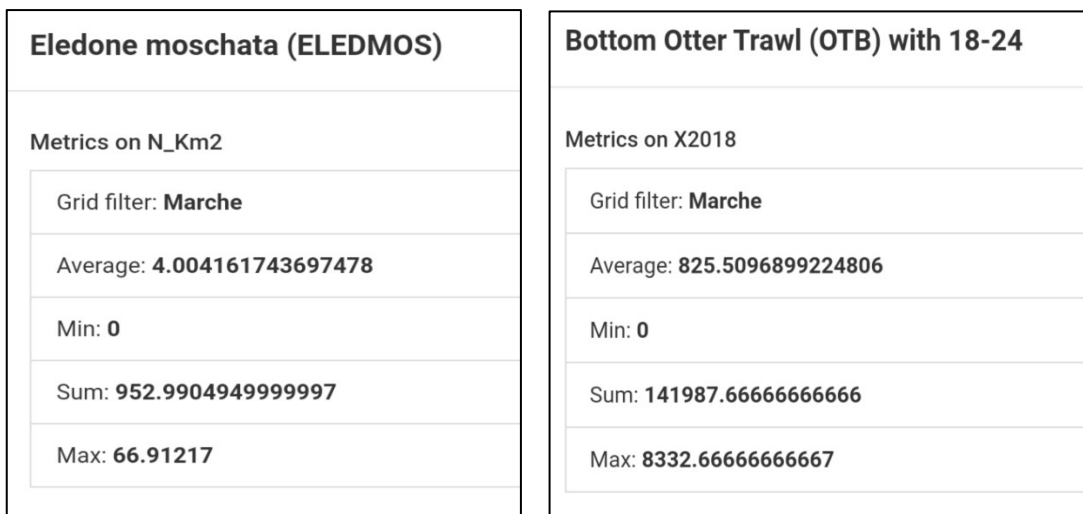 Eledone moschata (ELEDMOS)
Metrics on N_Km2
Grid filter: Marche
Average: 4.004161743697478
Min: 0
Sum: 952.9904949999997
Max: 66.91217
Bottom Otter Trawl (OTB) with 18-24
Metrics on X2018
Grid filter: Marche
Average: 825.5096899224806
Min: 0
Sum: 141987.66666666666
Max: 8332.66666666667